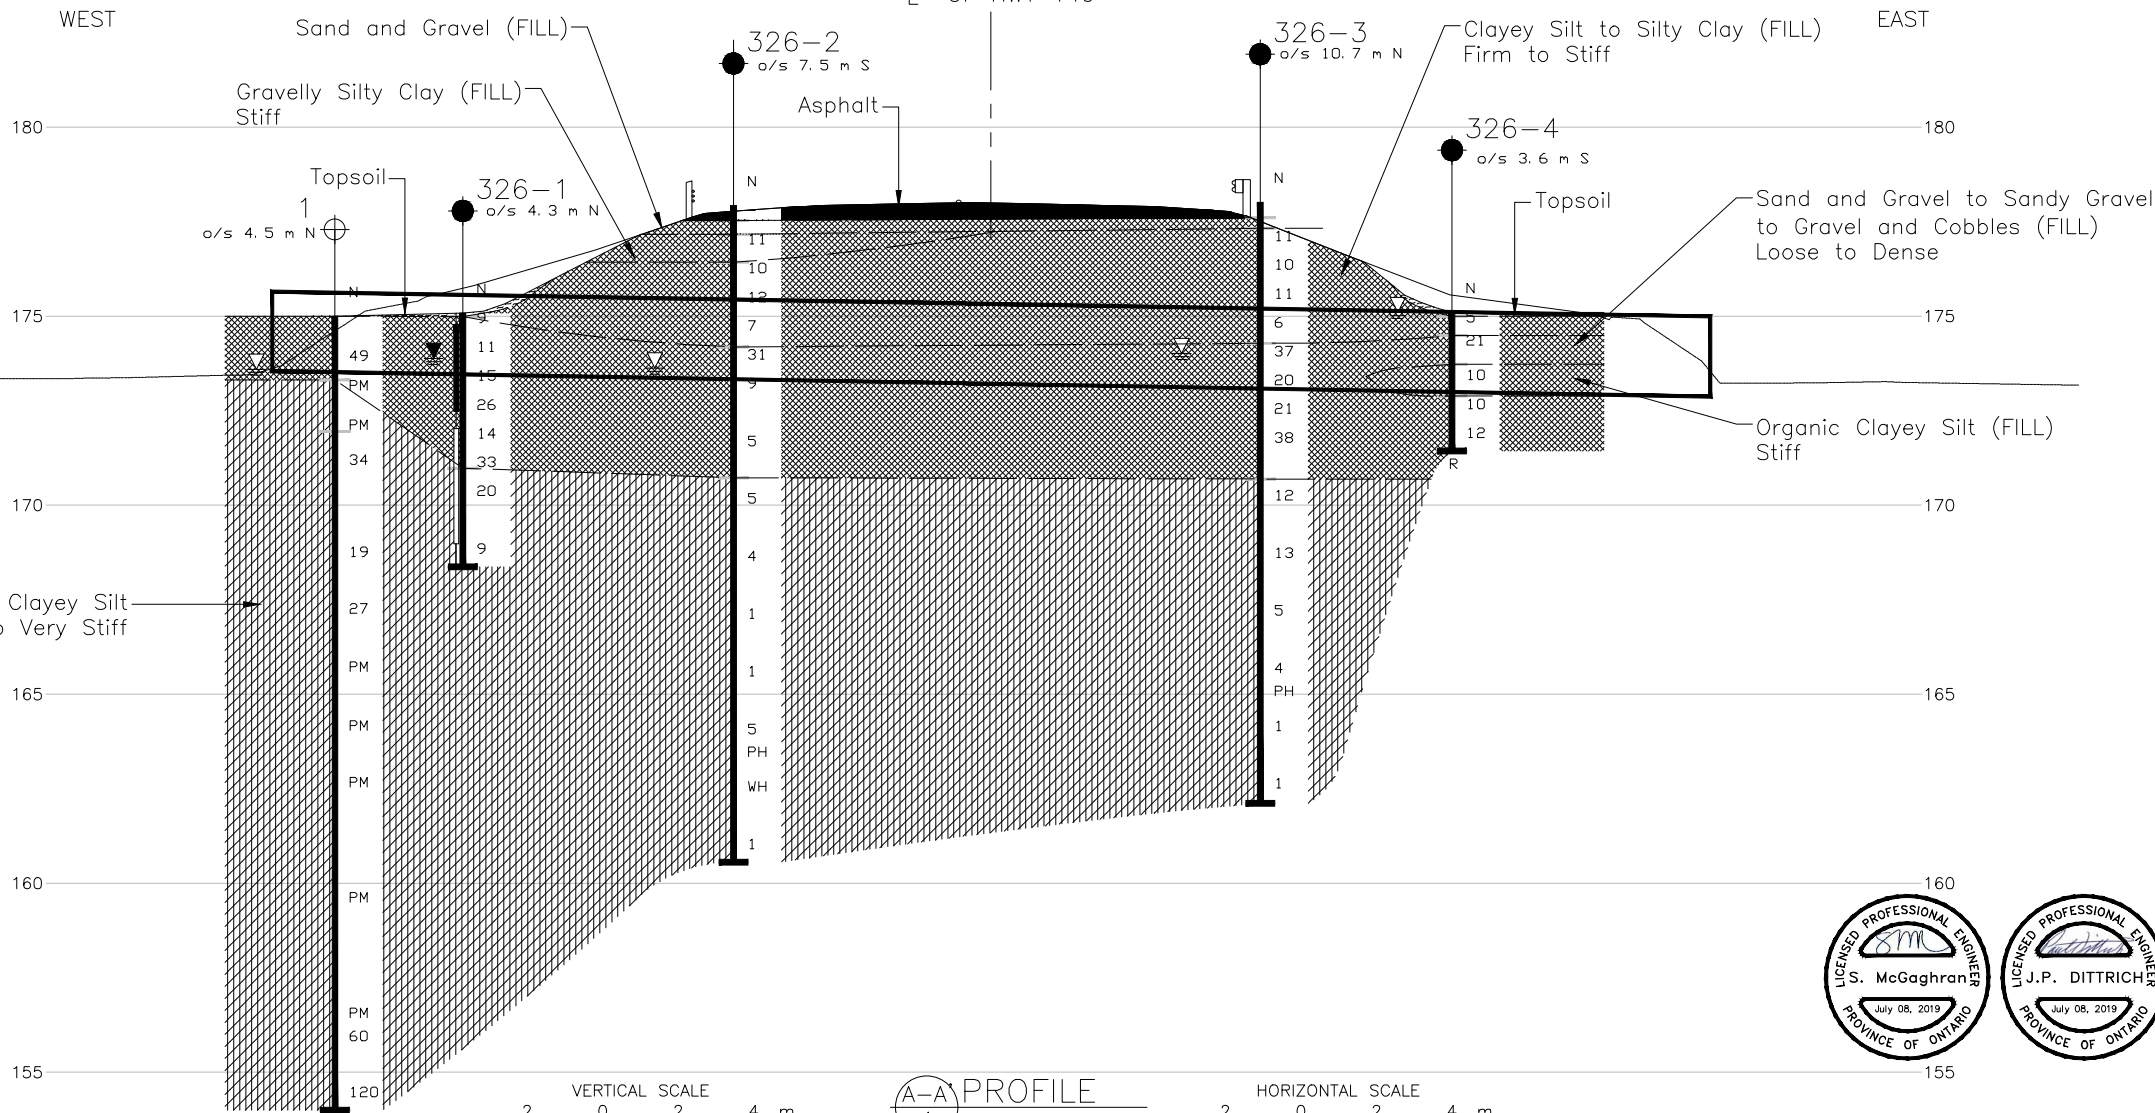 WEST
EAST
Sand and Gravel (FILL)
326-2
o/s 7.5 m S
326-3
o/s 10.7 m N
Clayey Silt to Silty Clay (FILL)
Firm to Stiff
Gravelly Silty Clay (FILL)
Stiff
Asphalt
180
180
326-4
o/s 3.6 m S
Topsoil
326-1
o/s 4.3 m N
1
o/s 4.5 m N
Topsoil
Sand and Gravel to Sandy Gravel
to Gravel and Cobbles (FILL)
Loose to Dense
175
175
Organic Clayey Silt (FILL)
Stiff
170
170
Clayey Silt
Very Stiff
165
165
160
160
155
155
N
49
PM
PM
34
19
27
PM
PM
PM
PM
PM
60
120
N
9
11
15
26
14
33
20
9
N
11
10
12
7
31
9
5
5
4
1
1
5
PH
WH
1
N
11
10
11
6
37
20
21
38
12
13
5
4
PH
1
1
N
5
21
10
10
12
R
LICENSED PROFESSIONAL ENGINEER
S. McGaghran
July 08, 2019
PROVINCE OF ONTARIO
LICENSED PROFESSIONAL ENGINEER
J.P. DITTRICH
July 08, 2019
PROVINCE OF ONTARIO
VERTICAL SCALE
2 0 2 4 m
A-A' PROFILE
HORIZONTAL SCALE
2 0 2 4 m